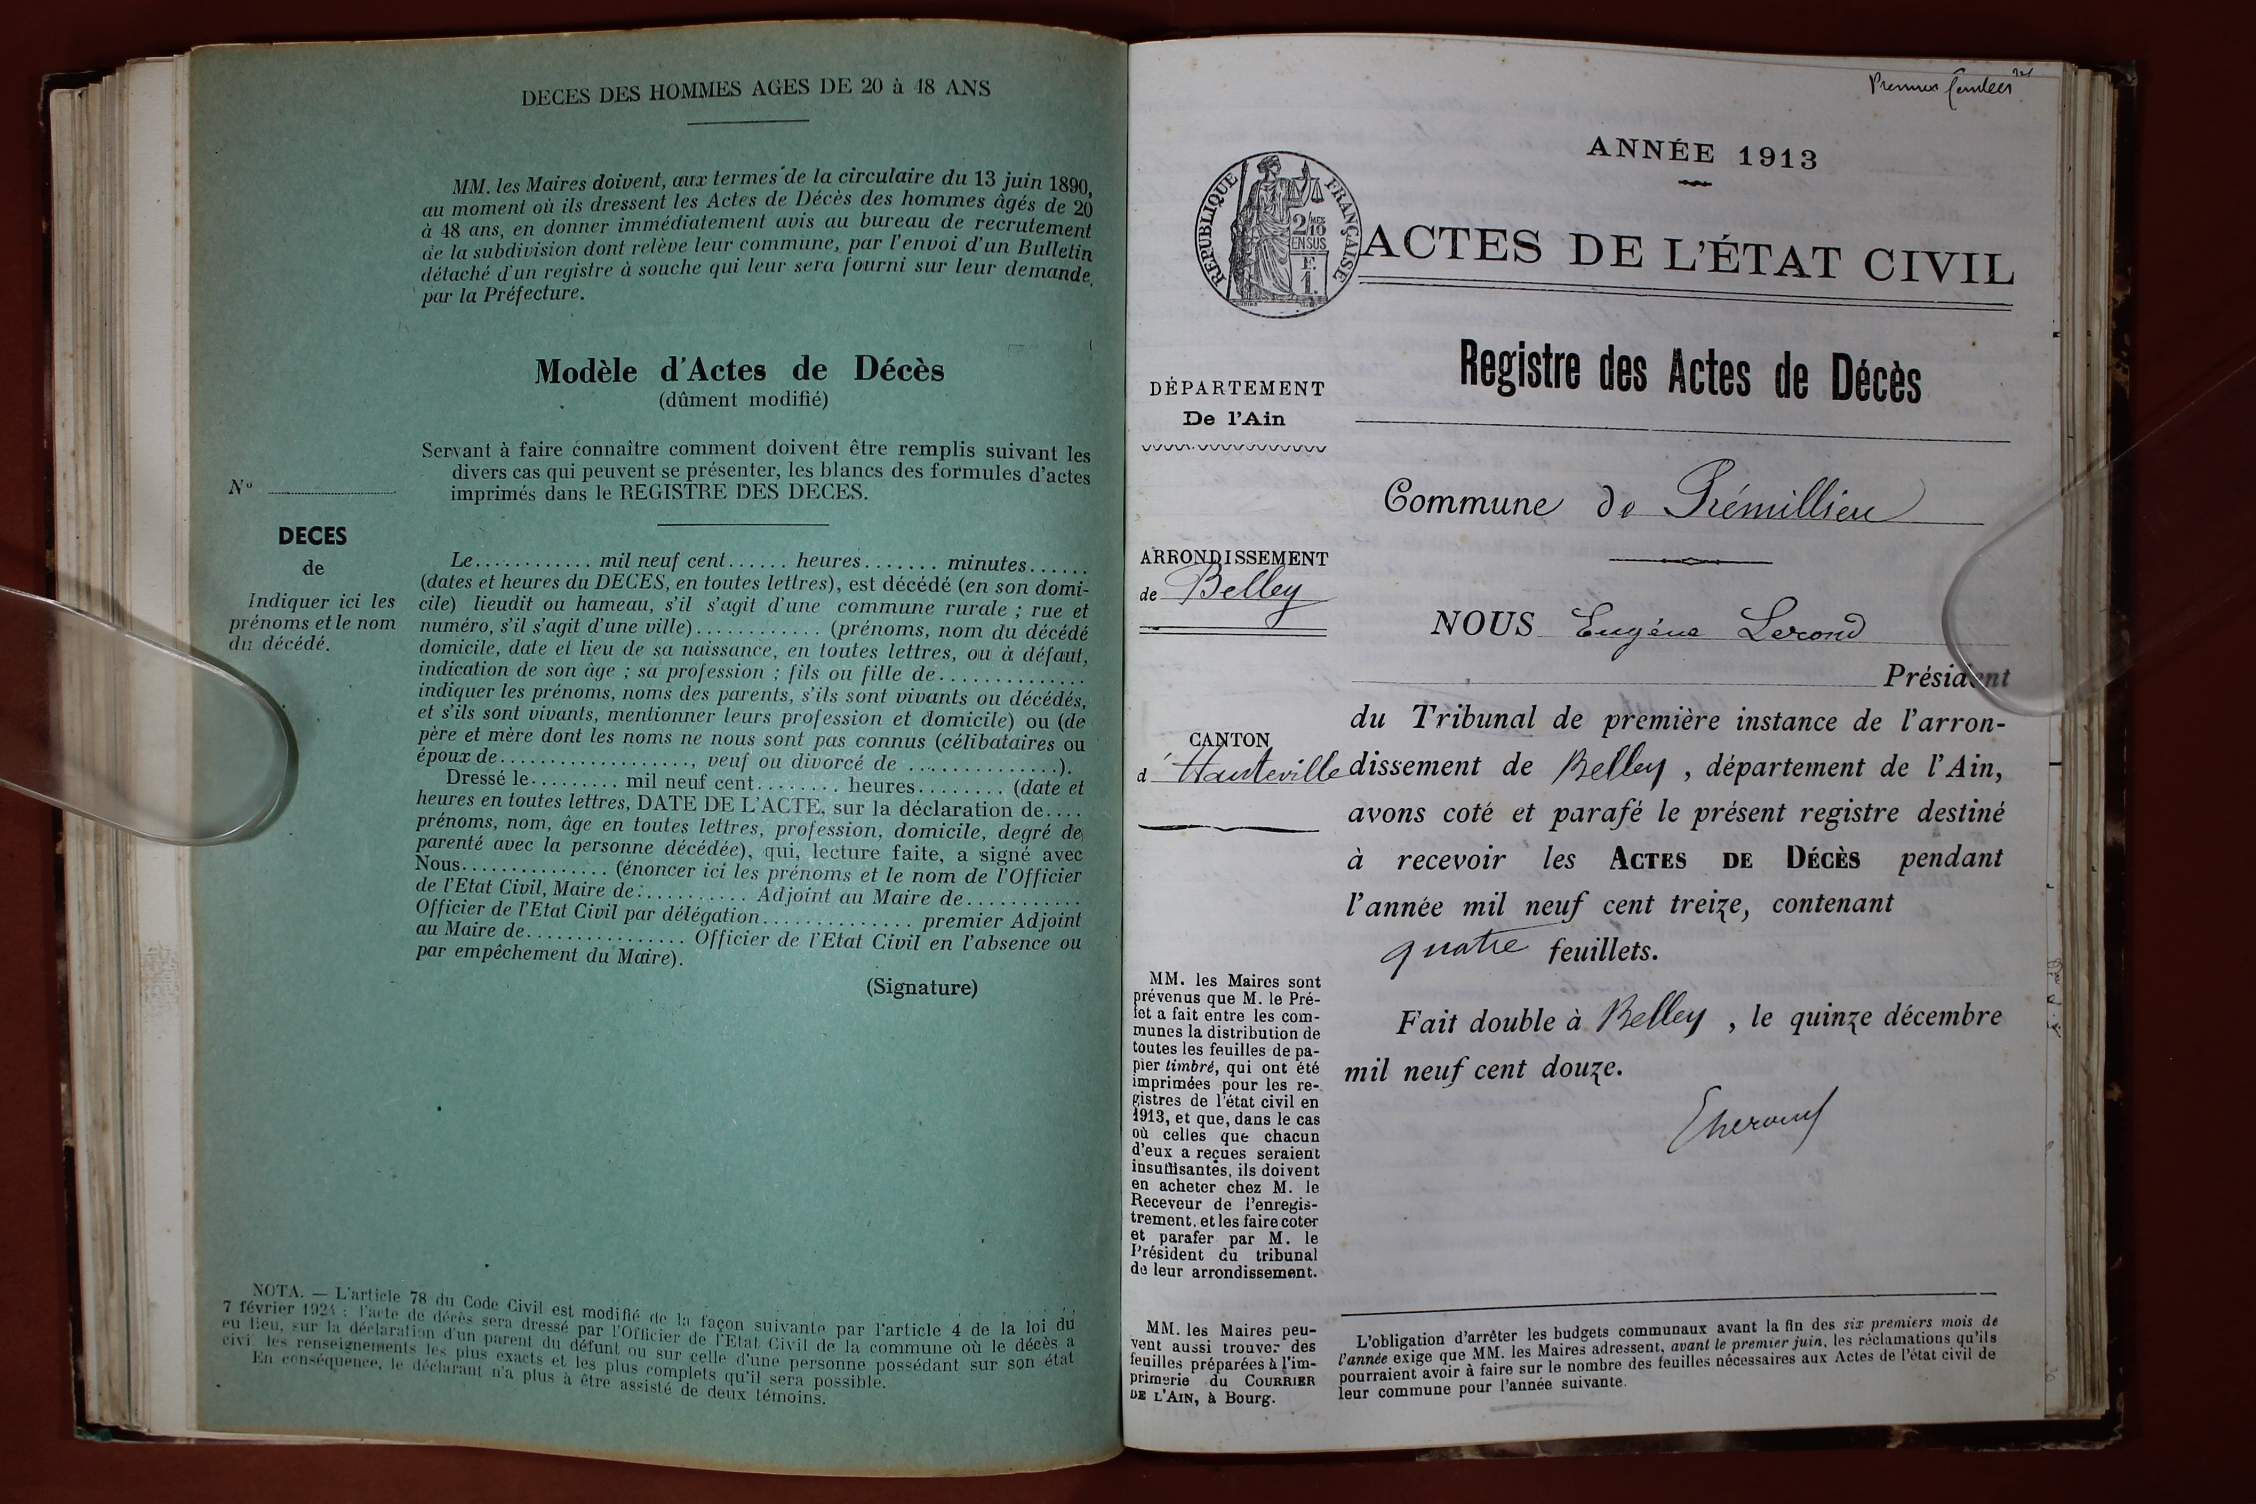 DECES DES HOMMES AGES DE 20 à 48 ANS
MM. les Maires doivent, aux termes de la circulaire du 13 juin 1890,
au moment où ils dressent les Actes de Décès des hommes âgés de 20
à 48 ans, en donner immédiatement avis au bureau de recrutement
de la subdivision dont relève leur commune, par l'envoi d'un Bulletin
détaché d'un registre à souche qui leur sera fourni sur leur demande,
par la Préfecture.
Modèle d'Actes de Décès
(dûment modifié)
Servant à faire connaître comment doivent être remplis suivant les
divers cas qui peuvent se présenter, les blancs des formules d'actes
imprimés dans le REGISTRE DES DECES.
N°
DECES
de
Indiquer ici les
prénoms et le nom
du décédé.
Le............ mil neuf cent...... heures....... minutes......
(dates et heures du DECES, en toutes lettres), est décédé (en son domi-
cile) lieudit ou hameau, s'il s'agit d'une commune rurale ; rue et
numéro, s'il s'agit d'une ville)............ (prénoms, nom du décédé
domicile, date et lieu de sa naissance, en toutes lettres, ou à défaut,
indication de son âge ; sa profession ; fils ou fille de..............
indiquer les prénoms, noms des parents, s'ils sont vivants ou décédés,
et s'ils sont vivants, mentionner leurs profession et domicile) ou (de
père et mère dont les noms ne nous sont pas connus (célibataires ou
époux de..................., veuf ou divorcé de ..............).
Dressé le......... mil neuf cent........ heures........ (date et
heures en toutes lettres, DATE DE L'ACTE, sur la déclaration de....
prénoms, nom, âge en toutes lettres, profession, domicile, degré de
parenté avec la personne décédée), qui, lecture faite, a signé avec
Nous.............. (énoncer ici les prénoms et le nom de l'Officier
de l'Etat Civil, Maire de........... Adjoint au Maire de...........
Officier de l'Etat Civil par délégation.............. premier Adjoint
au Maire de............... Officier de l'Etat Civil en l'absence ou
par empêchement du Maire).
(Signature)
NOTA. — L'article 78 du Code Civil est modifié de la façon suivante par l'article 4 de la loi du
7 février 1924 : l'acte de décès sera dressé par l'Officier de l'Etat Civil de la commune où le décès a
eu lieu, sur la déclaration d'un parent du défunt ou sur celle d'une personne possédant sur son état
civi les renseignements les plus exacts et les plus complets qu'il sera possible.
En conséquence, le déclarant n'a plus à être assisté de deux témoins.
Premier feuillet
ANNÉE 1913
RÉPUBLIQUE FRANÇAISE
2/10
EN SUS
F.
1.
ACTES DE L'ÉTAT CIVIL
Registre des Actes de Décès
DÉPARTEMENT
De l'Ain
Commune de Prémillieu
ARRONDISSEMENT
de Belley
NOUS Eugène Lerond
Président
du Tribunal de première instance de l'arron-
CANTON
d'Hauteville
dissement de Belley, département de l'Ain,
avons coté et parafé le présent registre destiné
à recevoir les ACTES DE DÉCÈS pendant
l'année mil neuf cent treize, contenant
quatre feuillets.
Fait double à Belley, le quinze décembre
mil neuf cent douze.
MM. les Maires sont
prévenus que M. le Pré-
fet a fait entre les com-
munes la distribution de
toutes les feuilles de pa-
pier timbré, qui ont été
imprimées pour les re-
gistres de l'état civil en
1913, et que, dans le cas
où celles que chacun
d'eux a reçues seraient
insuffisantes, ils doivent
en acheter chez M. le
Receveur de l'enregis-
trement, et les faire coter
et parafer par M. le
Président du tribunal
de leur arrondissement.
MM. les Maires peu-
vent aussi trouver des
feuilles préparées à l'im-
primerie du COURRIER
DE L'AIN, à Bourg.
L'obligation d'arrêter les budgets communaux avant la fin des six premiers mois de
l'année exige que MM. les Maires adressent, avant le premier juin, les réclamations qu'ils
pourraient avoir à faire sur le nombre des feuilles nécessaires aux Actes de l'état civil de
leur commune pour l'année suivante.